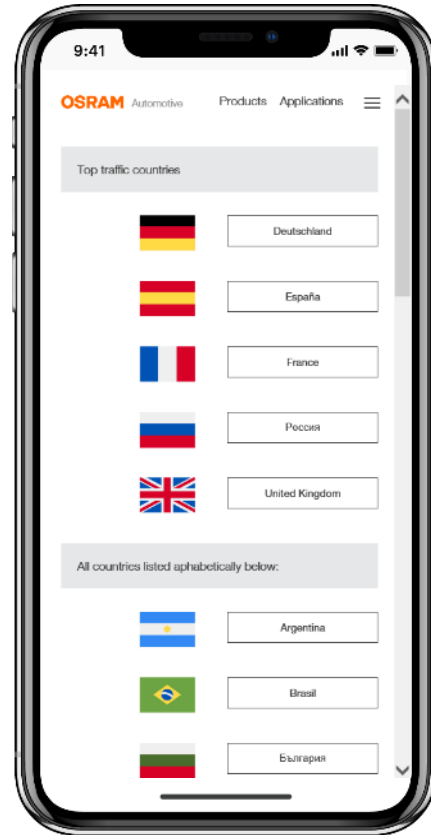 9:41
OSRAM Automotive Products Applications
Top traffic countries
Deutschland
España
France
Россия
United Kingdom
All countries listed aphabetically below:
Argentina
Brasil
България